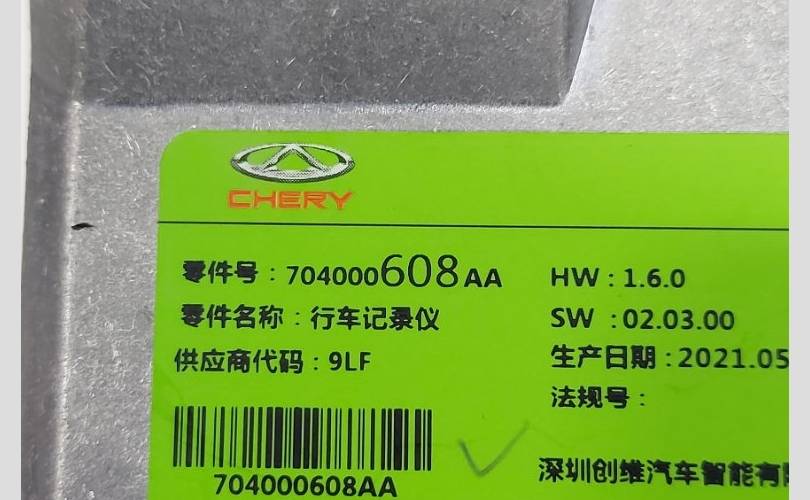 CHERY
零件号：704000608AA HW：1.6.0
零件名称：行车记录仪 SW ：02.03.00
供应商代码：9LF 生产日期：2021.05
法规号：
704000608AA
深圳创维汽车智能有